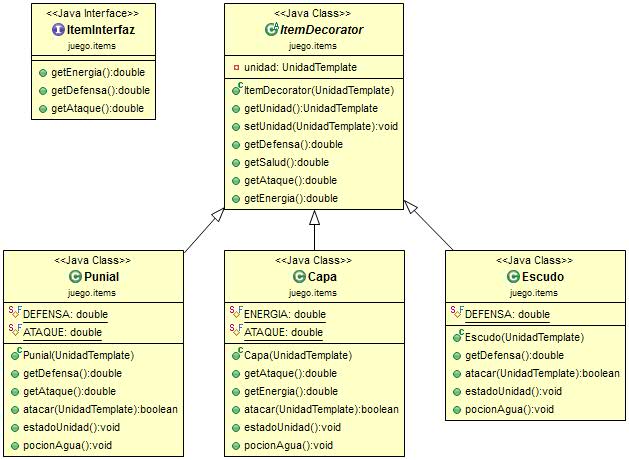 <<Java Interface>>
ItemInterfaz
juego.items
getEnergia():double
getDefensa():double
getAtaque():double
<<Java Class>>
ItemDecorator
juego.items
unidad: UnidadTemplate
ItemDecorator(UnidadTemplate)
getUnidad():UnidadTemplate
setUnidad(UnidadTemplate):void
getDefensa():double
getSalud():double
getAtaque():double
getEnergia():double
<<Java Class>>
Punial
juego.items
DEFENSA: double
ATAQUE: double
Punial(UnidadTemplate)
getDefensa():double
getAtaque():double
atacar(UnidadTemplate):boolean
estadoUnidad():void
pocionAgua():void
<<Java Class>>
Capa
juego.items
ENERGIA: double
ATAQUE: double
Capa(UnidadTemplate)
getAtaque():double
getEnergia():double
atacar(UnidadTemplate):boolean
estadoUnidad():void
pocionAgua():void
<<Java Class>>
Escudo
juego.items
DEFENSA: double
Escudo(UnidadTemplate)
getDefensa():double
atacar(UnidadTemplate):boolean
estadoUnidad():void
pocionAgua():void